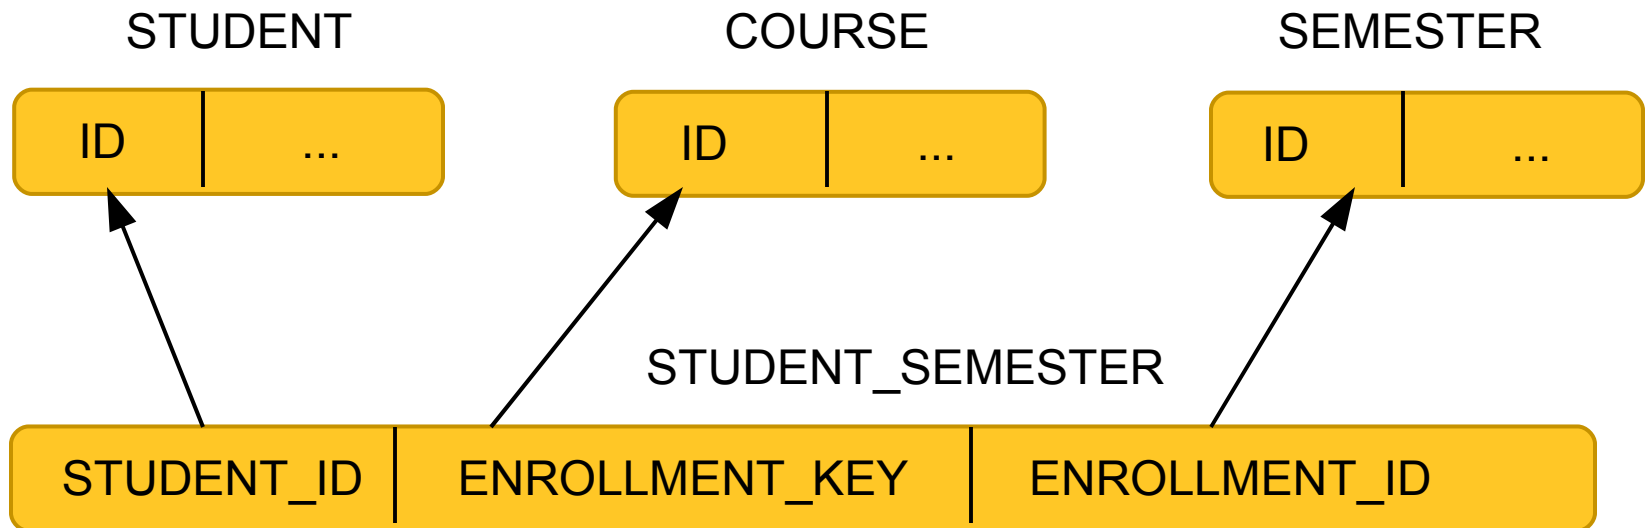 STUDENT COURSE SEMESTER
ID ... ID ... ID ...
STUDENT_SEMESTER
STUDENT_ID ENROLLMENT_KEY ENROLLMENT_ID